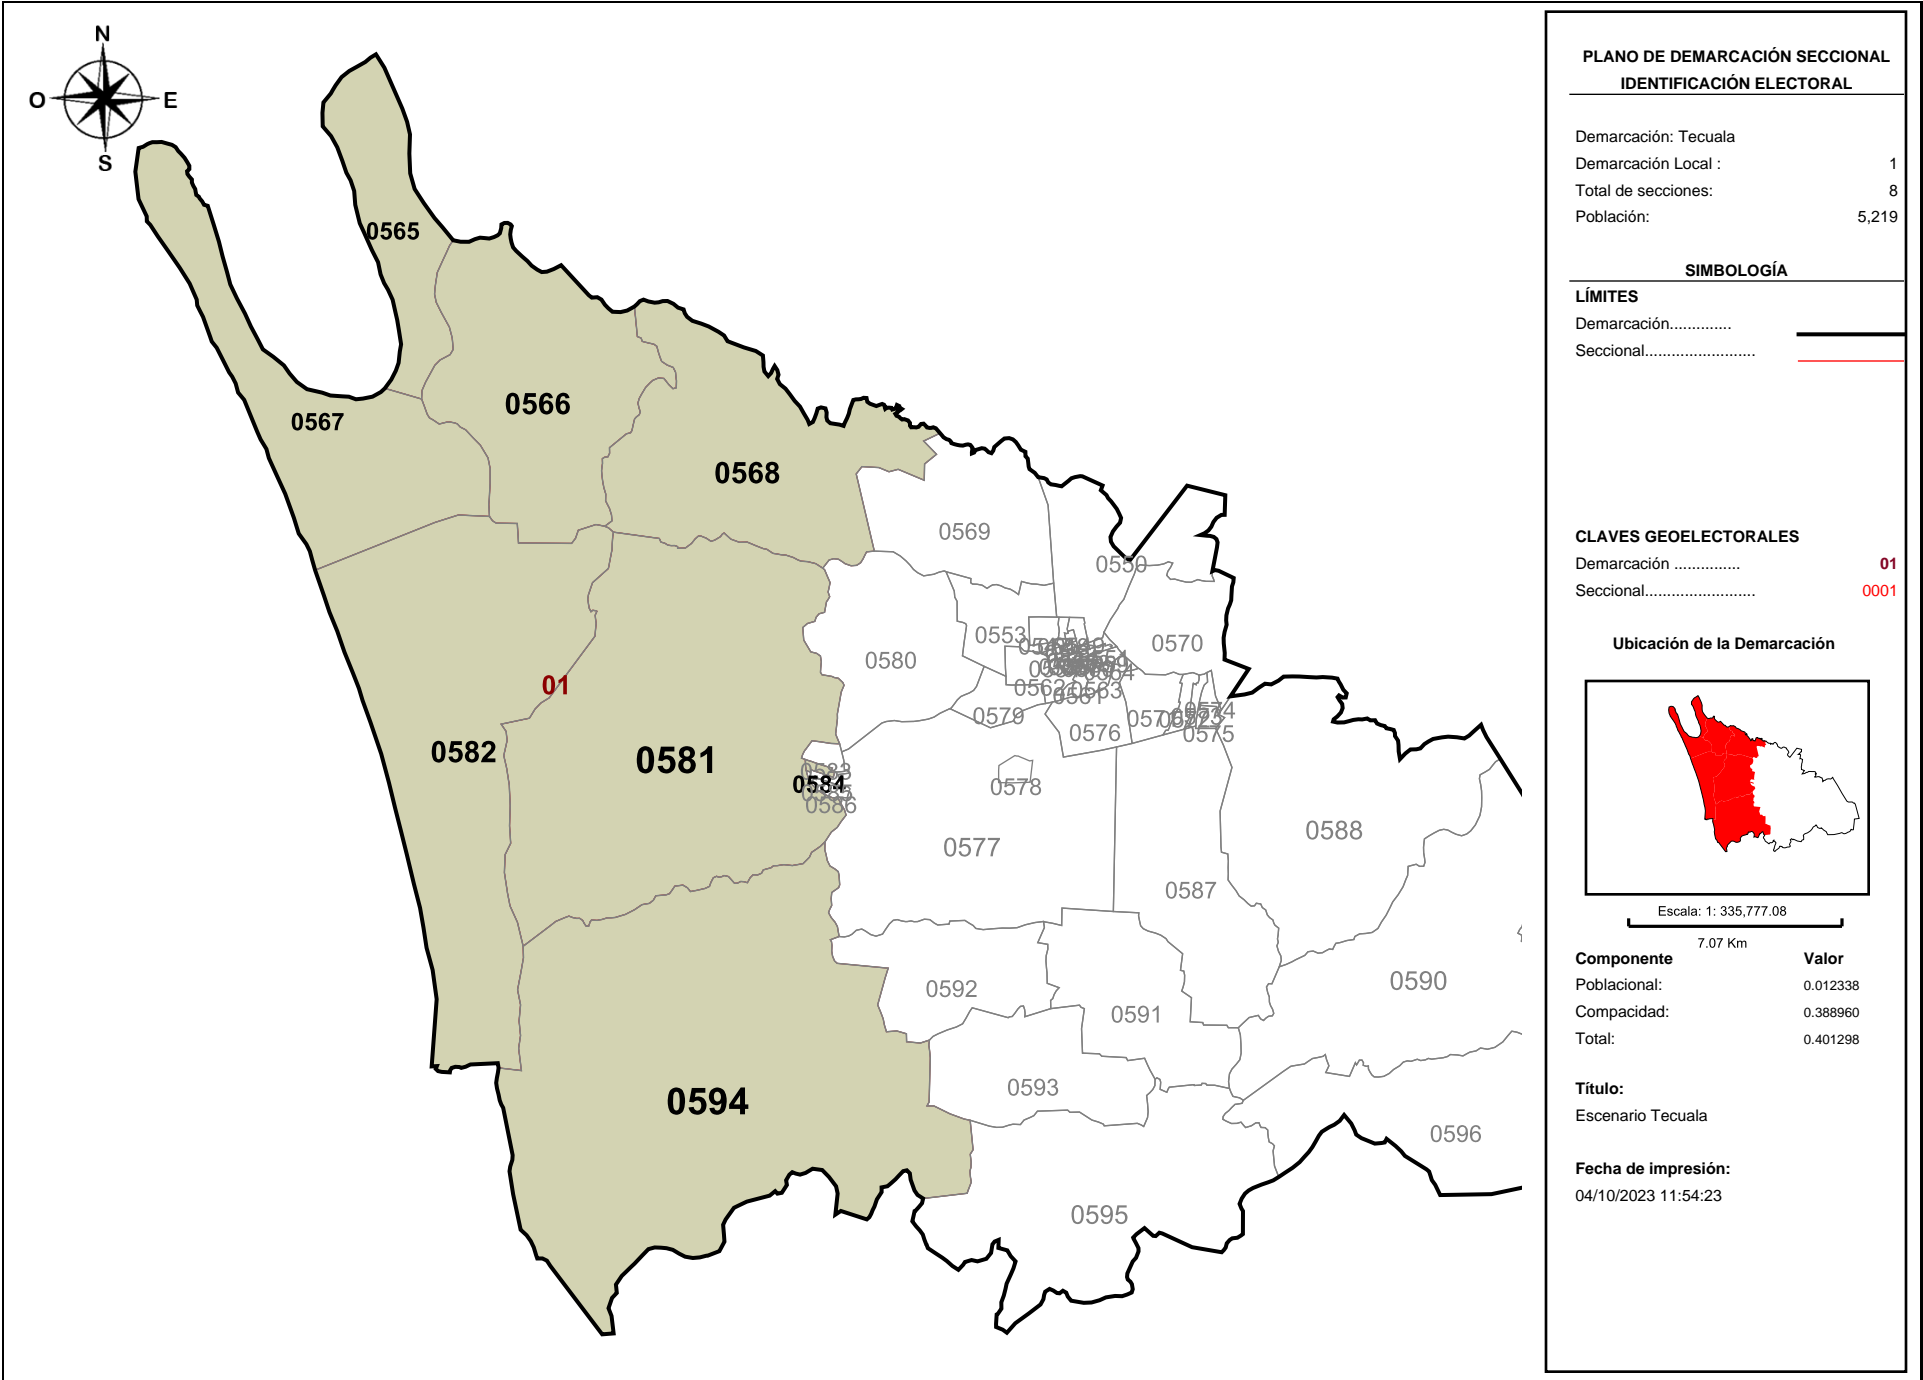 N
O E
S
0565
0567
0566
0568
0569
0550
0553
0580
0570
01
0579
0576
0574
0575
0582
0581
0584
0586
0578
0577
0588
0587
0592
0591
0590
0593
0594
0596
0595
PLANO DE DEMARCACIÓN SECCIONAL
IDENTIFICACIÓN ELECTORAL
Demarcación: Tecuala
Demarcación Local : 1
Total de secciones: 8
Población: 5,219
SIMBOLOGÍA
LÍMITES
Demarcación..............
Seccional.........................
CLAVES GEOELECTORALES
Demarcación ............... 01
Seccional......................... 0001
Ubicación de la Demarcación
Escala: 1: 335,777.08
7.07 Km
Componente Valor
Poblacional: 0.012338
Compacidad: 0.388960
Total: 0.401298
Título:
Escenario Tecuala
Fecha de impresión:
04/10/2023 11:54:23